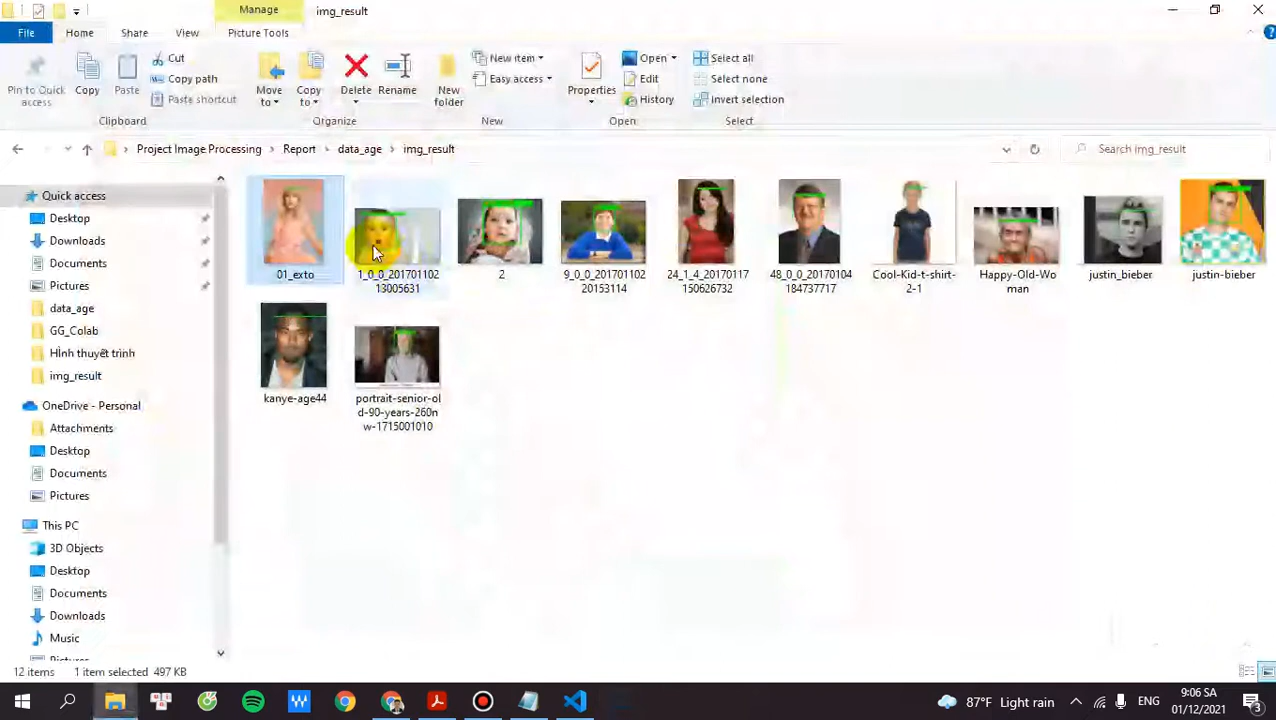 Manage
img_result
File
Home
Share
View
Picture Tools
Pin to Quick access
Copy
Paste
Cut
Copy path
Paste shortcut
Move to
Copy to
Delete
Rename
New folder
New item
Easy access
Properties
Open
Edit
History
Select all
Select none
Invert selection
Clipboard
Organize
New
Open
Select
Project Image Processing
Report
data_age
img_result
Search img_result
Quick access
Desktop
Downloads
Documents
Pictures
data_age
GG_Colab
Hình thuyết trình
img_result
OneDrive - Personal
Attachments
Desktop
Documents
Pictures
This PC
3D Objects
Desktop
Documents
Downloads
Music
Pictures
01_exto
1_0_0_201701102
13005631
2
9_0_0_201701102
20153114
24_1_4_20170117
150626732
48_0_0_20170104
184737717
Cool-Kid-t-shirt-
2-1
Happy-Old-Wo
man
justin_bieber
justin-bieber
kanye-age44
portrait-senior-ol
d-90-years-260n
w-1715001010
12 items
1 item selected 497 KB
87°F Light rain
ENG
9:06 SA
01/12/2021
3